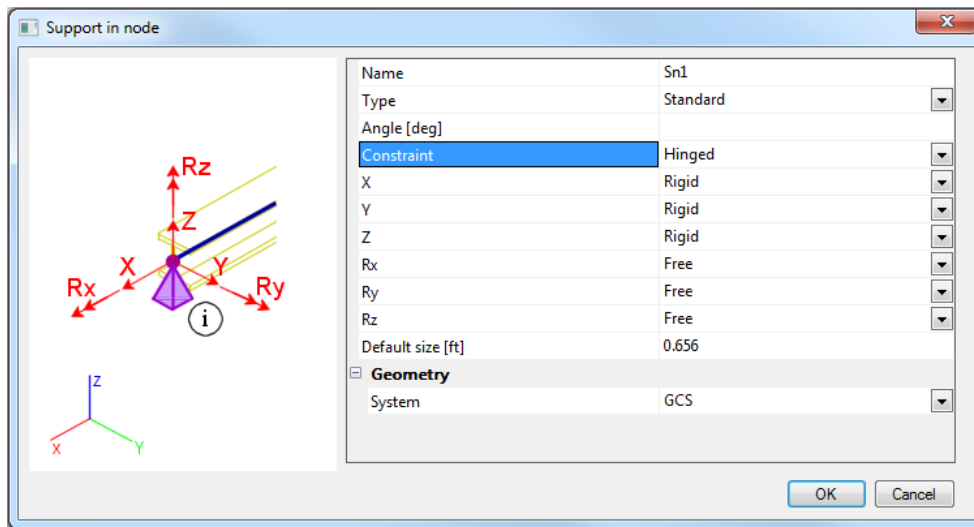 Support in node
Name Sn1
Type Standard
Angle [deg]
Constraint Hinged
X Rigid
Y Rigid
Z Rigid
Rx Free
Ry Free
Rz Free
Default size [ft] 0.656
Geometry
System GCS
Rz
Z
X
Y
Rx
Ry
i
Z
X
Y
OK
Cancel